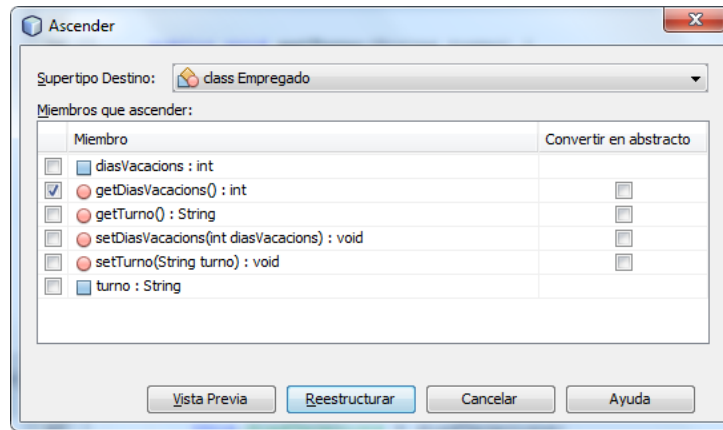 Ascender
Supertipo Destino: class Empregado
Miembros que ascender:
Miembro Convertir en abstracto
diasVacacions : int
getDiasVacacions() : int
getTurno() : String
setDiasVacacions(int diasVacacions) : void
setTurno(String turno) : void
turno : String
Vista Previa Reestructurar Cancelar Ayuda